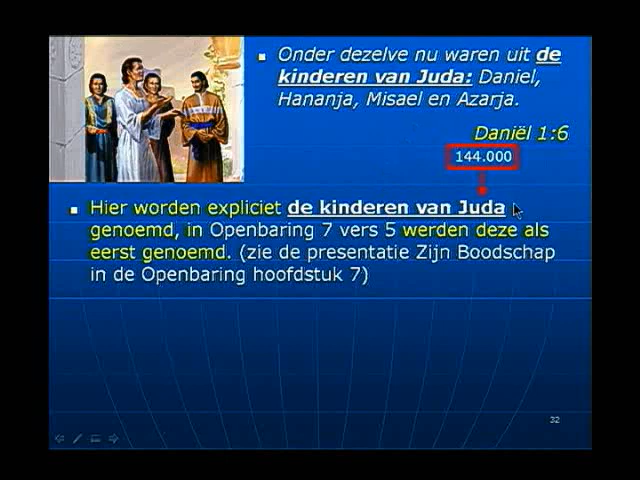 Onder dezelve nu waren uit de
kinderen van Juda: Daniel,
Hananja, Misael en Azarja.
Daniël 1:6
144.000
Hier worden expliciet de kinderen van Juda
genoemd, in Openbaring 7 vers 5 werden deze als
eerst genoemd. (zie de presentatie Zijn Boodschap
in de Openbaring hoofdstuk 7)
32